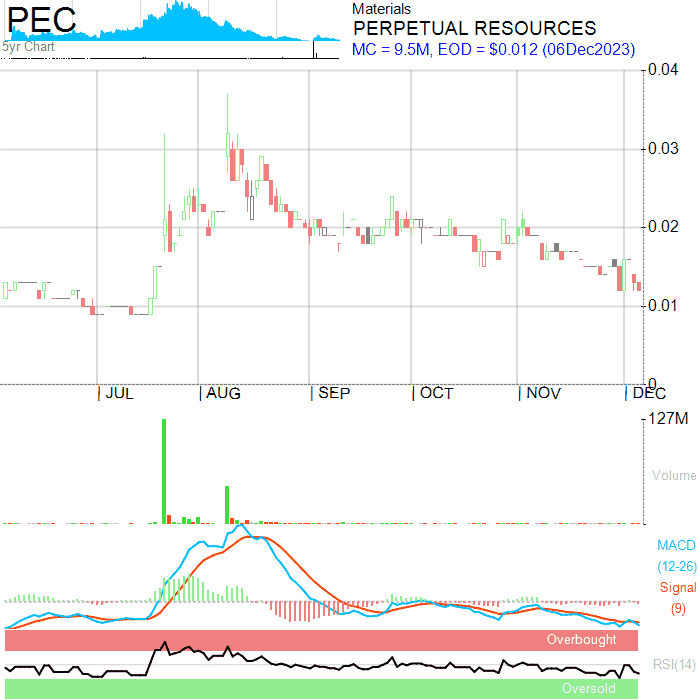 PEC
5yr Chart
Materials
PERPETUAL RESOURCES
MC = 9.5M, EOD = $0.012 (06Dec2023)
0.04
0.03
0.02
0.01
0
JUL AUG SEP OCT NOV DEC
127M
Volume
MACD
(12-26)
Signal
(9)
Overbought
RSI(14)
Oversold